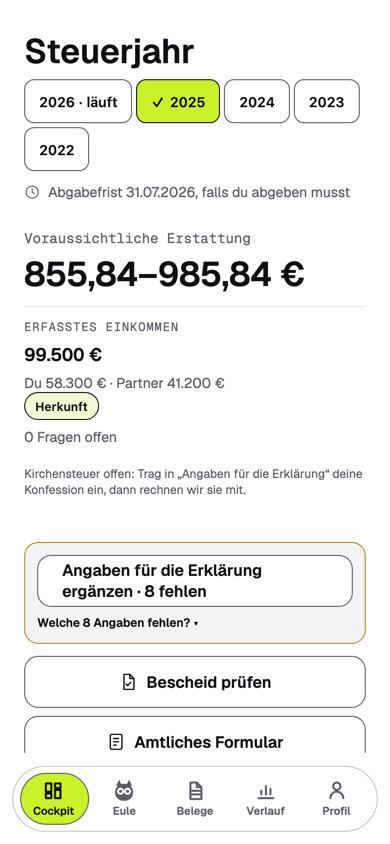 Steuerjahr
2026 · läuft
2025
2024
2023
2022
Abgabefrist 31.07.2026, falls du abgeben musst
Voraussichtliche Erstattung
855,84–985,84 €
ERFASSTES EINKOMMEN
99.500 €
Du 58.300 € · Partner 41.200 €
Herkunft
0 Fragen offen
Kirchensteuer offen: Trag in „Angaben für die Erklärung“ deine
Konfession ein, dann rechnen wir sie mit.
Angaben für die Erklärung
ergänzen · 8 fehlen
Welche 8 Angaben fehlen? ▾
Bescheid prüfen
Amtliches Formular
Cockpit
Eule
Belege
Verlauf
Profil